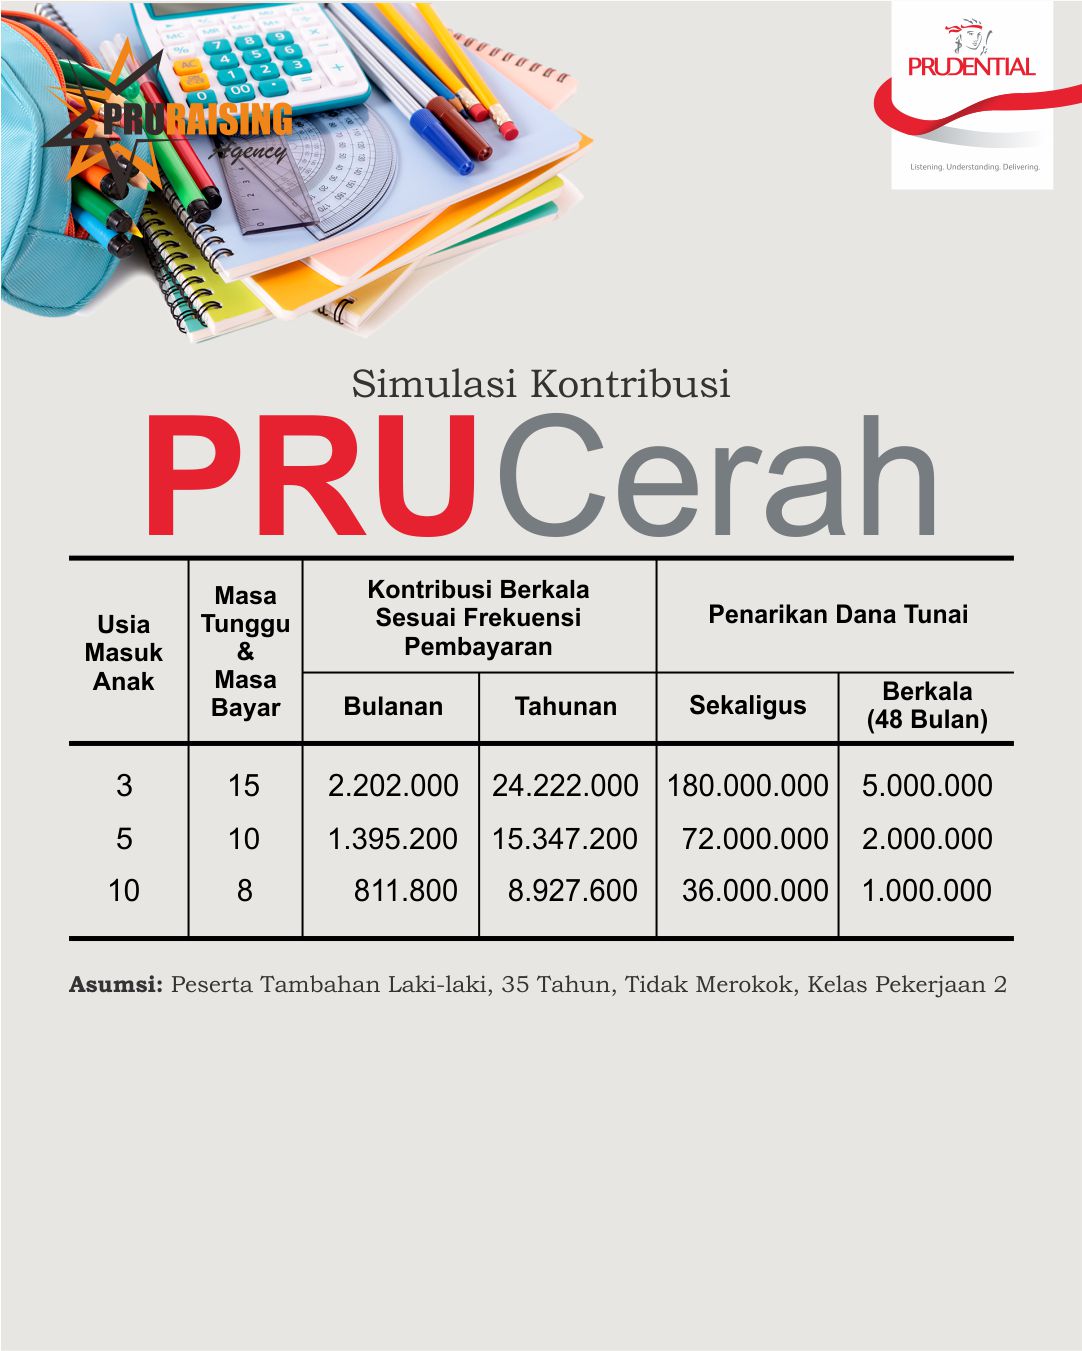 PRURAISING
Agency
PRUDENTIAL
Listening. Understanding. Delivering.
Simulasi Kontribusi
PRUCerah
Usia
Masuk
Anak
Masa
Tunggu
&
Masa
Bayar
Kontribusi Berkala
Sesuai Frekuensi
Pembayaran
Penarikan Dana Tunai
Bulanan
Tahunan
Sekaligus
Berkala
(48 Bulan)
3 15 2.202.000 24.222.000 180.000.000 5.000.000
5 10 1.395.200 15.347.200 72.000.000 2.000.000
10 8 811.800 8.927.600 36.000.000 1.000.000
Asumsi: Peserta Tambahan Laki-laki, 35 Tahun, Tidak Merokok, Kelas Pekerjaan 2